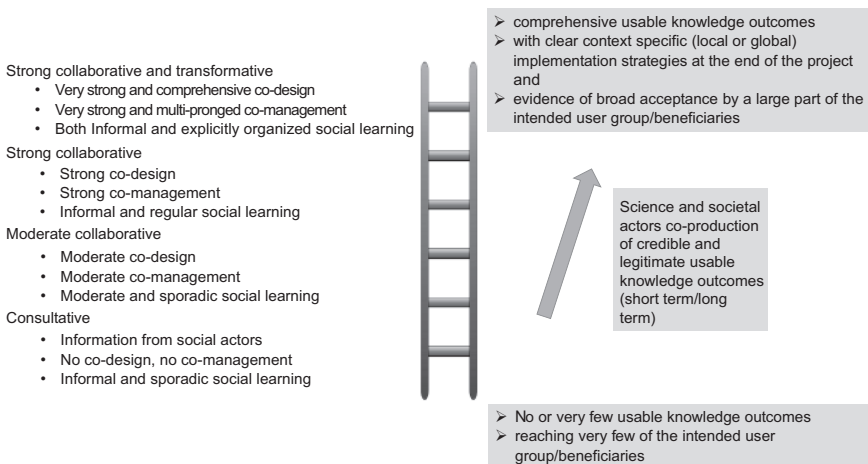 Strong collaborative and transformative
• Very strong and comprehensive co-design
• Very strong and multi-pronged co-management
• Both Informal and explicitly organized social learning
Strong collaborative
• Strong co-design
• Strong co-management
• Informal and regular social learning
Moderate collaborative
• Moderate co-design
• Moderate co-management
• Moderate and sporadic social learning
Consultative
• Information from social actors
• No co-design, no co-management
• Informal and sporadic social learning
➢ comprehensive usable knowledge outcomes
➢ with clear context specific (local or global)
implementation strategies at the end of the project
and
➢ evidence of broad acceptance by a large part of the
intended user group/beneficiaries
Science and societal
actors co-production
of credible and
legitimate usable
knowledge outcomes
(short term/long
term)
➢ No or very few usable knowledge outcomes
➢ reaching very few of the intended user
group/beneficiaries